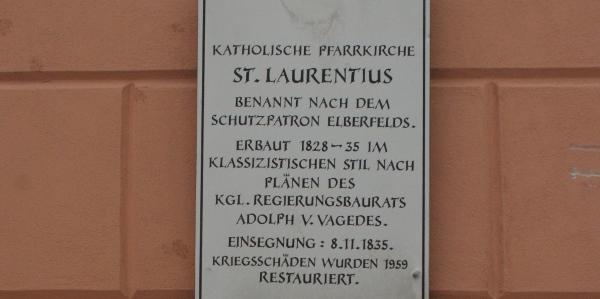 KATHOLISCHE PFARRKIRCHE
ST. LAURENTIUS
BENANNT NACH DEM
SCHUTZPATRON ELBERFELDS.
ERBAUT 1828-35 IM
KLASSIZISTISCHEN STIL NACH
PLÄNEN DES
KGL. REGIERUNGSBAURATS
ADOLPH V. VAGEDES.
EINSEGNUNG: 8.11.1835.
KRIEGSSCHÄDEN WURDEN 1959
RESTAURIERT.